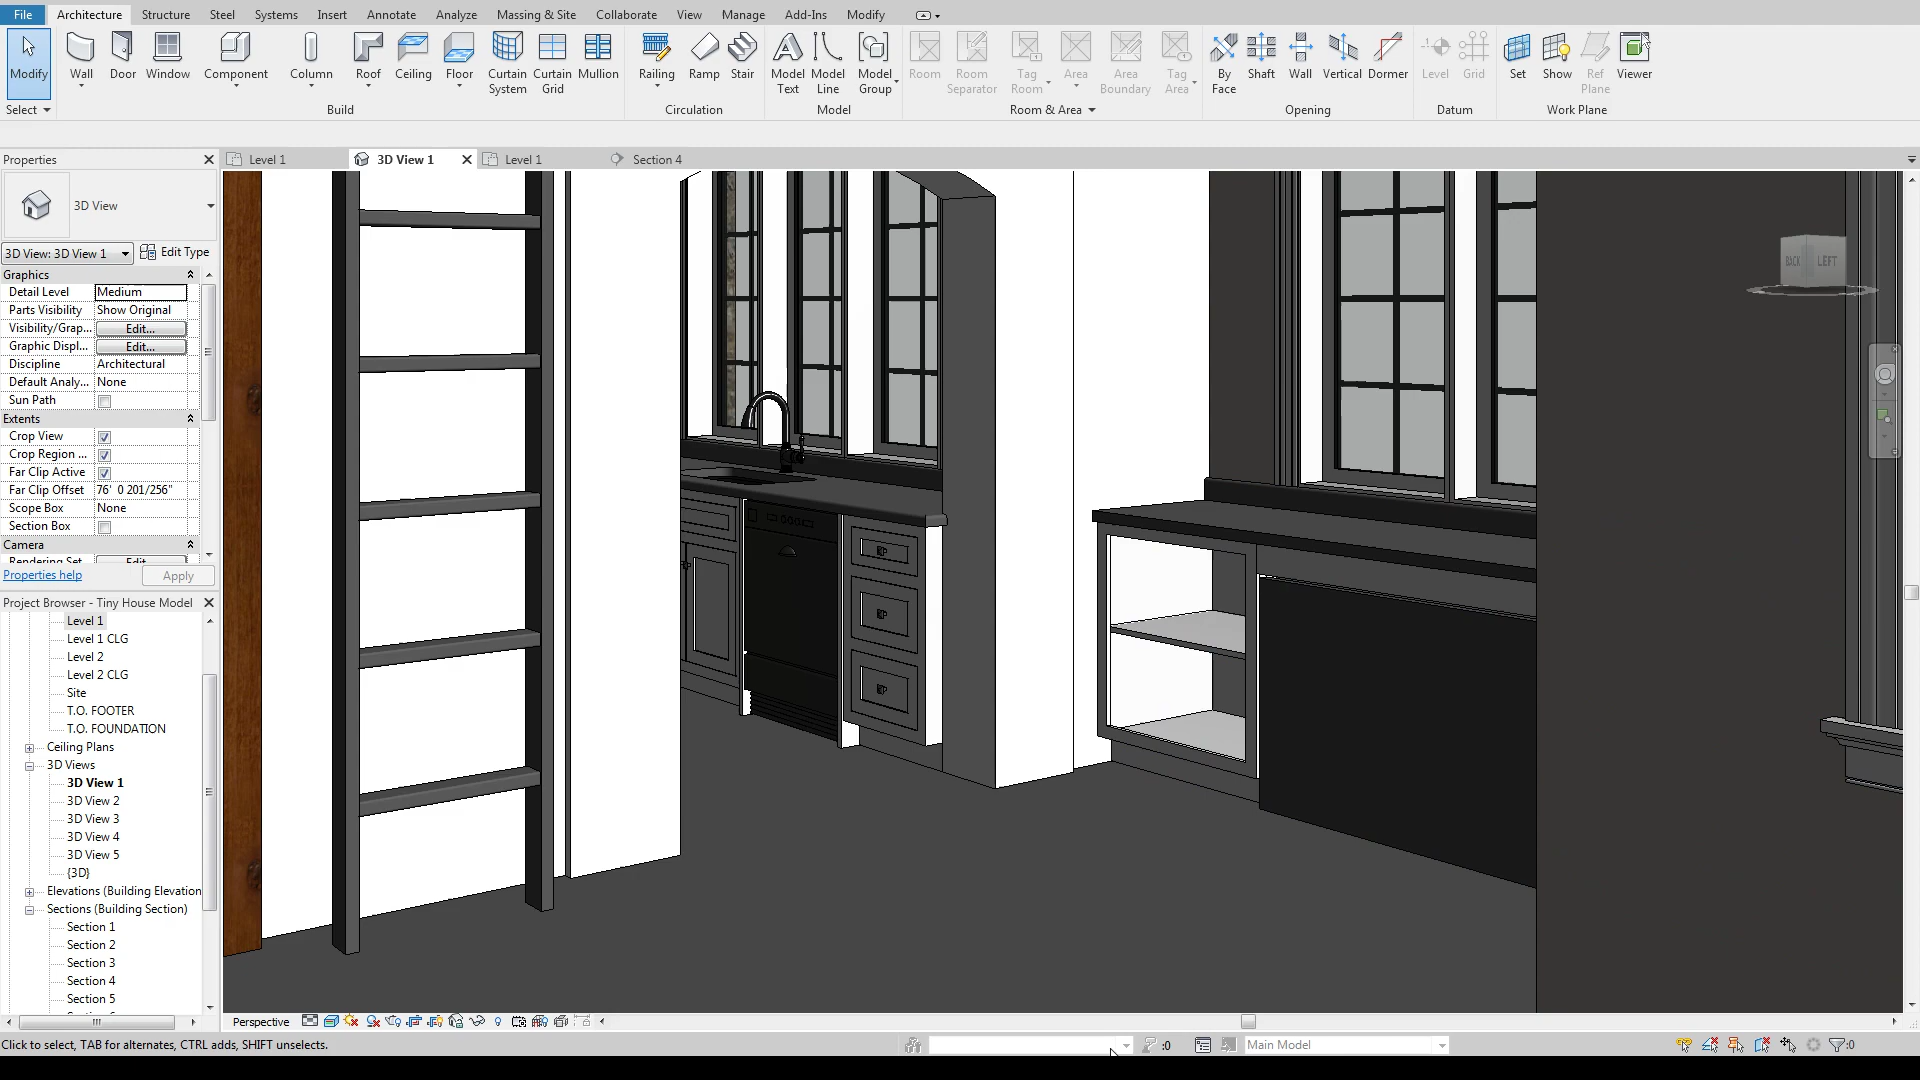 File Architecture Structure Steel Systems Insert Annotate Analyze Massing & Site Collaborate View Manage Add-Ins Modify
Modify Wall Door Window Component Column Roof Ceiling Floor Curtain System Curtain Grid Mullion Railing Ramp Stair Model Text Model Line Model Group Room Room Separator Tag Room Area Area Boundary Tag Area By Face Shaft Wall Vertical Dormer Level Grid Set Show Ref Plane Viewer
Select Build Circulation Model Room & Area Opening Datum Work Plane
Properties
Level 1 3D View 1 Level 1 Section 4
3D View
3D View: 3D View 1 Edit Type
Graphics
Detail Level Medium
Parts Visibility Show Original
Visibility/Grap... Edit...
Graphic Displ... Edit...
Discipline Architectural
Default Analy... None
Sun Path
Extents
Crop View
Crop Region ...
Far Clip Active
Far Clip Offset 76' 0 201/256"
Scope Box None
Section Box
Camera
Rendering Set... Edit...
Properties help Apply
Project Browser - Tiny House Model
Level 1
Level 1 CLG
Level 2
Level 2 CLG
Site
T.O. FOOTER
T.O. FOUNDATION
Ceiling Plans
3D Views
3D View 1
3D View 2
3D View 3
3D View 4
3D View 5
{3D}
Elevations (Building Elevation
Sections (Building Section)
Section 1
Section 2
Section 3
Section 4
Section 5
BACK LEFT
Perspective
Click to select, TAB for alternates, CTRL adds, SHIFT unselects.
:0 Main Model :0